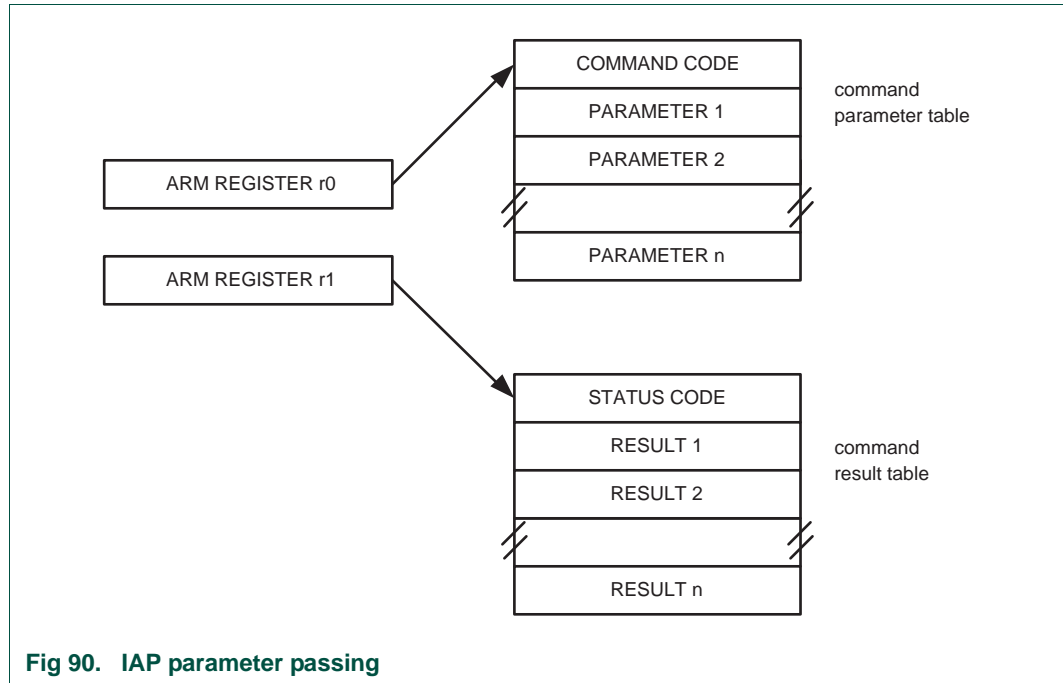 COMMAND CODE
PARAMETER 1
PARAMETER 2
PARAMETER n
command
parameter table
ARM REGISTER r0
ARM REGISTER r1
STATUS CODE
RESULT 1
RESULT 2
RESULT n
command
result table
Fig 90. IAP parameter passing